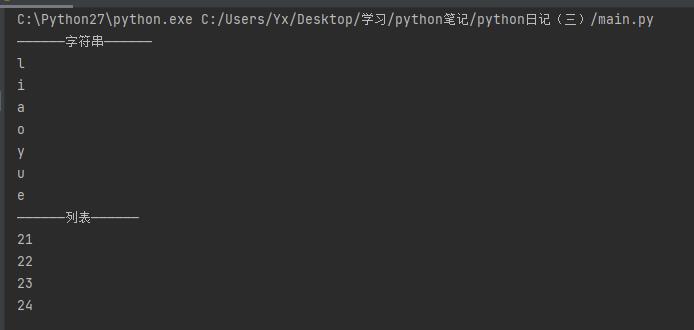 C:\Python27\python.exe C:/Users/Yx/Desktop/学习/python笔记/python日记（三）/main.py
——————字符串——————
l
i
a
o
y
u
e
——————列表——————
21
22
23
24